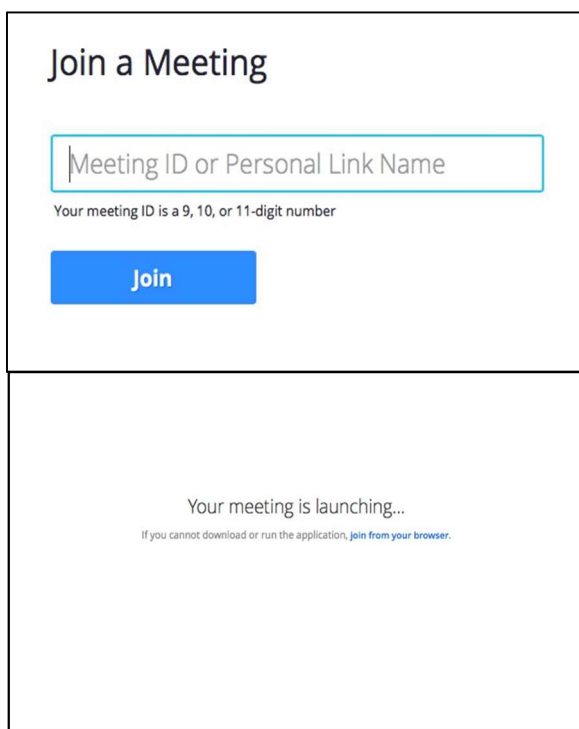 Join a Meeting
Meeting ID or Personal Link Name
Your meeting ID is a 9, 10, or 11-digit number
Join
Your meeting is launching...
If you cannot download or run the application, join from your browser.